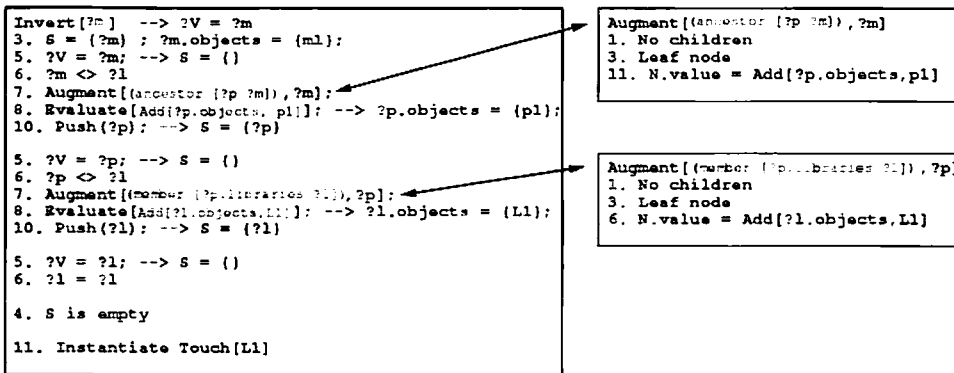 Invert[?m] --> ?V = ?m
3. S = {?m} ; ?m.objects = {m1};
5. ?V = ?m; --> S = {}
6. ?m <> ?l
7. Augment[(ancestor [?p ?m]),?m];
8. Evaluate[Add[?p.objects, p1]]; --> ?p.objects = {p1};
10. Push(?p); --> S = {?p}
5. ?V = ?p; --> S = {}
6. ?p <> ?l
7. Augment[(member [?p.libraries ?l]),?p];
8. Evaluate[Add[?l.objects,L1]]; --> ?l.objects = {L1};
10. Push(?l); --> S = {?l}
5. ?V = ?l; --> S = {}
6. ?l = ?l
4. S is empty
11. Instantiate Touch[L1]
Augment[(ancestor [?p ?m]),?m]
1. No children
3. Leaf node
11. N.value = Add[?p.objects,p1]
Augment[(member [?p.libraries ?l]),?p]
1. No children
3. Leaf node
6. N.value = Add[?l.objects,L1]